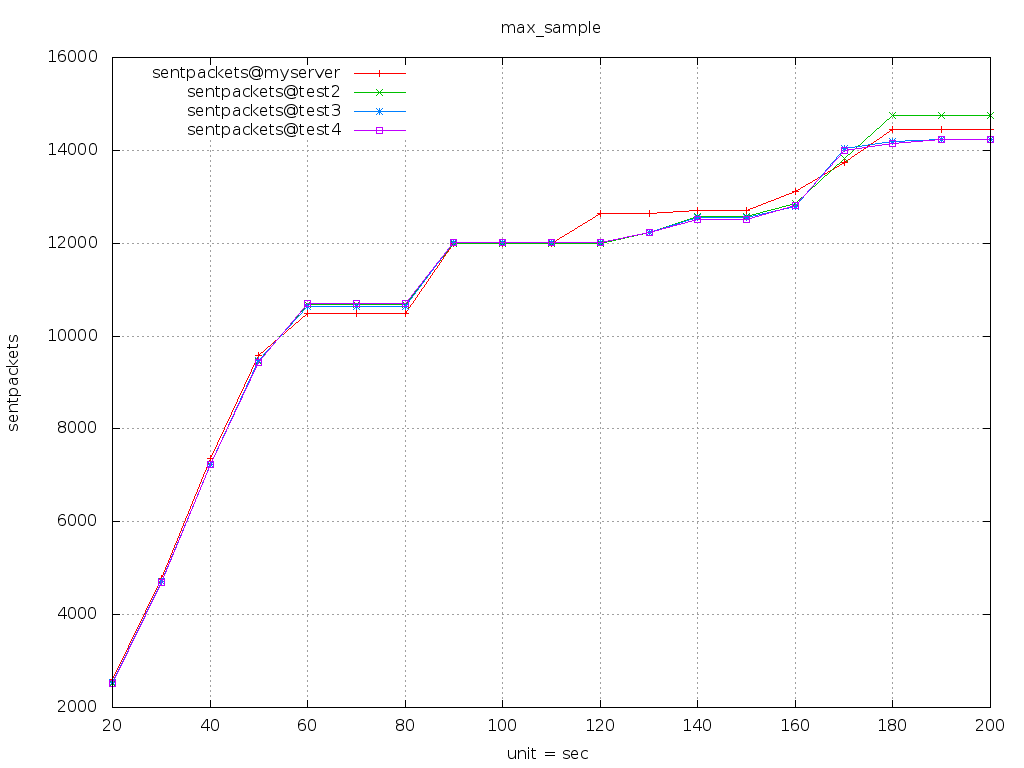 max_sample
16000
14000
12000
10000
8000
6000
4000
2000
sentpackets
sentpackets@myserver
sentpackets@test2
sentpackets@test3
sentpackets@test4
20 40 60 80 100 120 140 160 180 200
unit = sec